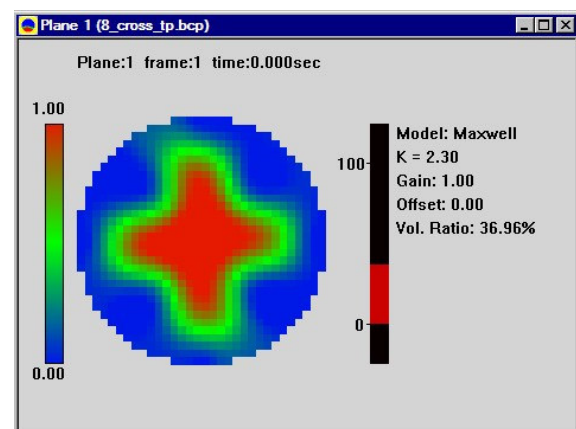 Plane 1 (8_cross_tp.bcp)
Plane:1 frame:1 time:0.000sec
1.00
0.00
100
0
Model: Maxwell
K = 2.30
Gain: 1.00
Offset: 0.00
Vol. Ratio: 36.96%